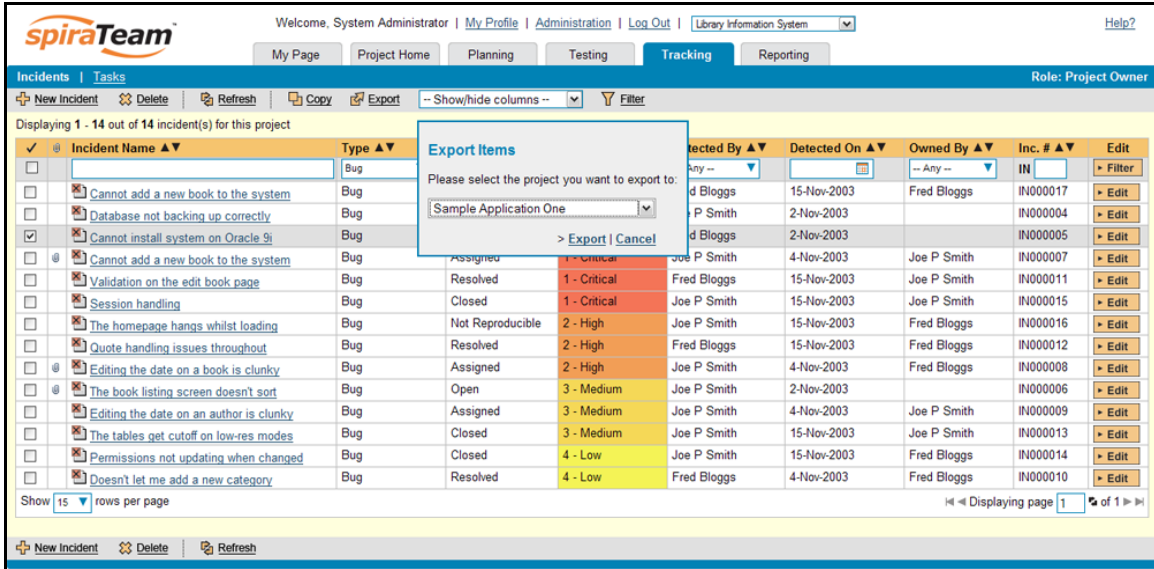 spiraTeam
Welcome, System Administrator | My Profile | Administration | Log Out | Library Information System
Help?
My Page Project Home Planning Testing Tracking Reporting
Incidents | Tasks Role: Project Owner
New Incident Delete Refresh Copy Export -- Show/hide columns -- Filter
Displaying 1 - 14 out of 14 incident(s) for this project
Incident Name ▲▼ Type ▲▼ tected By ▲▼ Detected On ▲▼ Owned By ▲▼ Inc. # ▲▼ Edit
Bug Any -- -- Any -- IN Filter
Export Items
Please select the project you want to export to:
Sample Application One
> Export | Cancel
Cannot add a new book to the system Bug d Bloggs 15-Nov-2003 Fred Bloggs IN000017 Edit
Database not backing up correctly Bug P Smith 2-Nov-2003 IN000004 Edit
Cannot install system on Oracle 9i Bug d Bloggs 2-Nov-2003 IN000005 Edit
Cannot add a new book to the system Bug Assigned 1 - Critical Joe P Smith 4-Nov-2003 Joe P Smith IN000007 Edit
Validation on the edit book page Bug Resolved 1 - Critical Fred Bloggs 15-Nov-2003 Fred Bloggs IN000011 Edit
Session handling Bug Closed 1 - Critical Joe P Smith 15-Nov-2003 Joe P Smith IN000015 Edit
The homepage hangs whilst loading Bug Not Reproducible 2 - High Joe P Smith 15-Nov-2003 Fred Bloggs IN000016 Edit
Quote handling issues throughout Bug Resolved 2 - High Fred Bloggs 15-Nov-2003 Fred Bloggs IN000012 Edit
Editing the date on a book is clunky Bug Assigned 2 - High Joe P Smith 4-Nov-2003 Fred Bloggs IN000008 Edit
The book listing screen doesn't sort Bug Open 3 - Medium Joe P Smith 2-Nov-2003 IN000006 Edit
Editing the date on an author is clunky Bug Assigned 3 - Medium Joe P Smith 4-Nov-2003 Joe P Smith IN000009 Edit
The tables get cutoff on low-res modes Bug Closed 3 - Medium Joe P Smith 15-Nov-2003 Joe P Smith IN000013 Edit
Permissions not updating when changed Bug Closed 4 - Low Joe P Smith 15-Nov-2003 Fred Bloggs IN000014 Edit
Doesn't let me add a new category Bug Resolved 4 - Low Fred Bloggs 4-Nov-2003 Fred Bloggs IN000010 Edit
Show 15 rows per page Displaying page 1 of 1
New Incident Delete Refresh